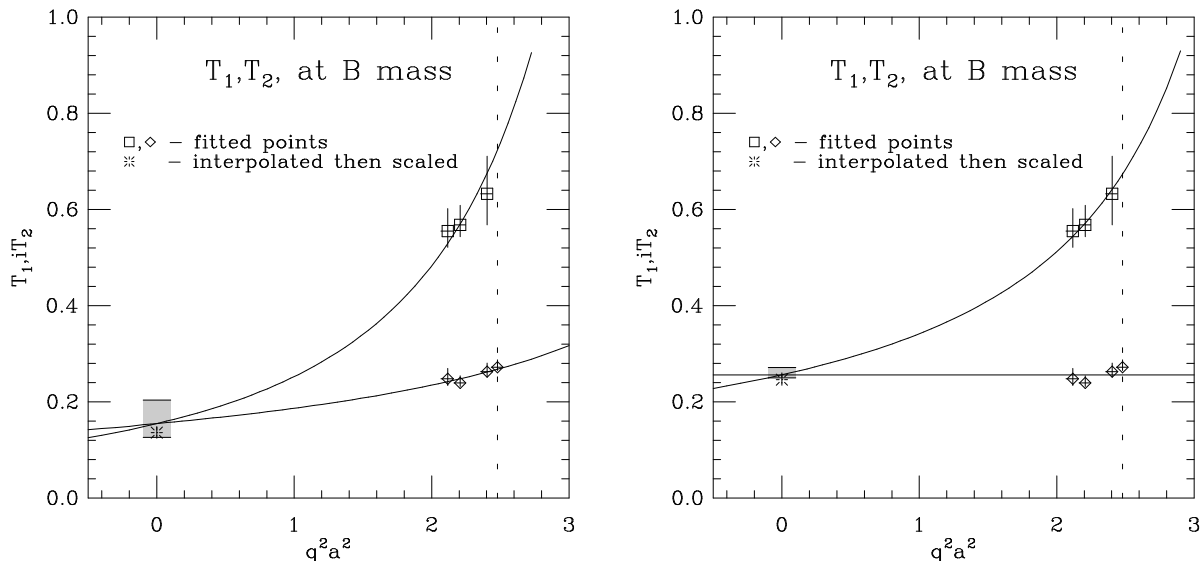 T₁,T₂, at B mass
□,◇ – fitted points
– interpolated then scaled
T₁,iT₂
1.0
0.8
0.6
0.4
0.2
0.0
0 1 2 3
q²a²
T₁,T₂, at B mass
□,◇ – fitted points
– interpolated then scaled
T₁,iT₂
1.0
0.8
0.6
0.4
0.2
0.0
0 1 2 3
q²a²